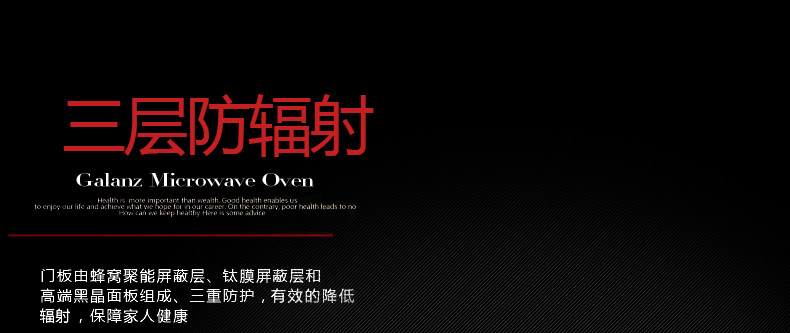 三层防辐射
Galanz Microwave Oven
Health is more important than wealth. Good health enables us
to enjoy our life and achieve what we hope for in our career. On the contrary, poor health leads to no
How can we keep healthy Here is some advice
门板由蜂窝聚能屏蔽层、钛膜屏蔽层和
高端黑晶面板组成、三重防护,有效的降低
辐射,保障家人健康